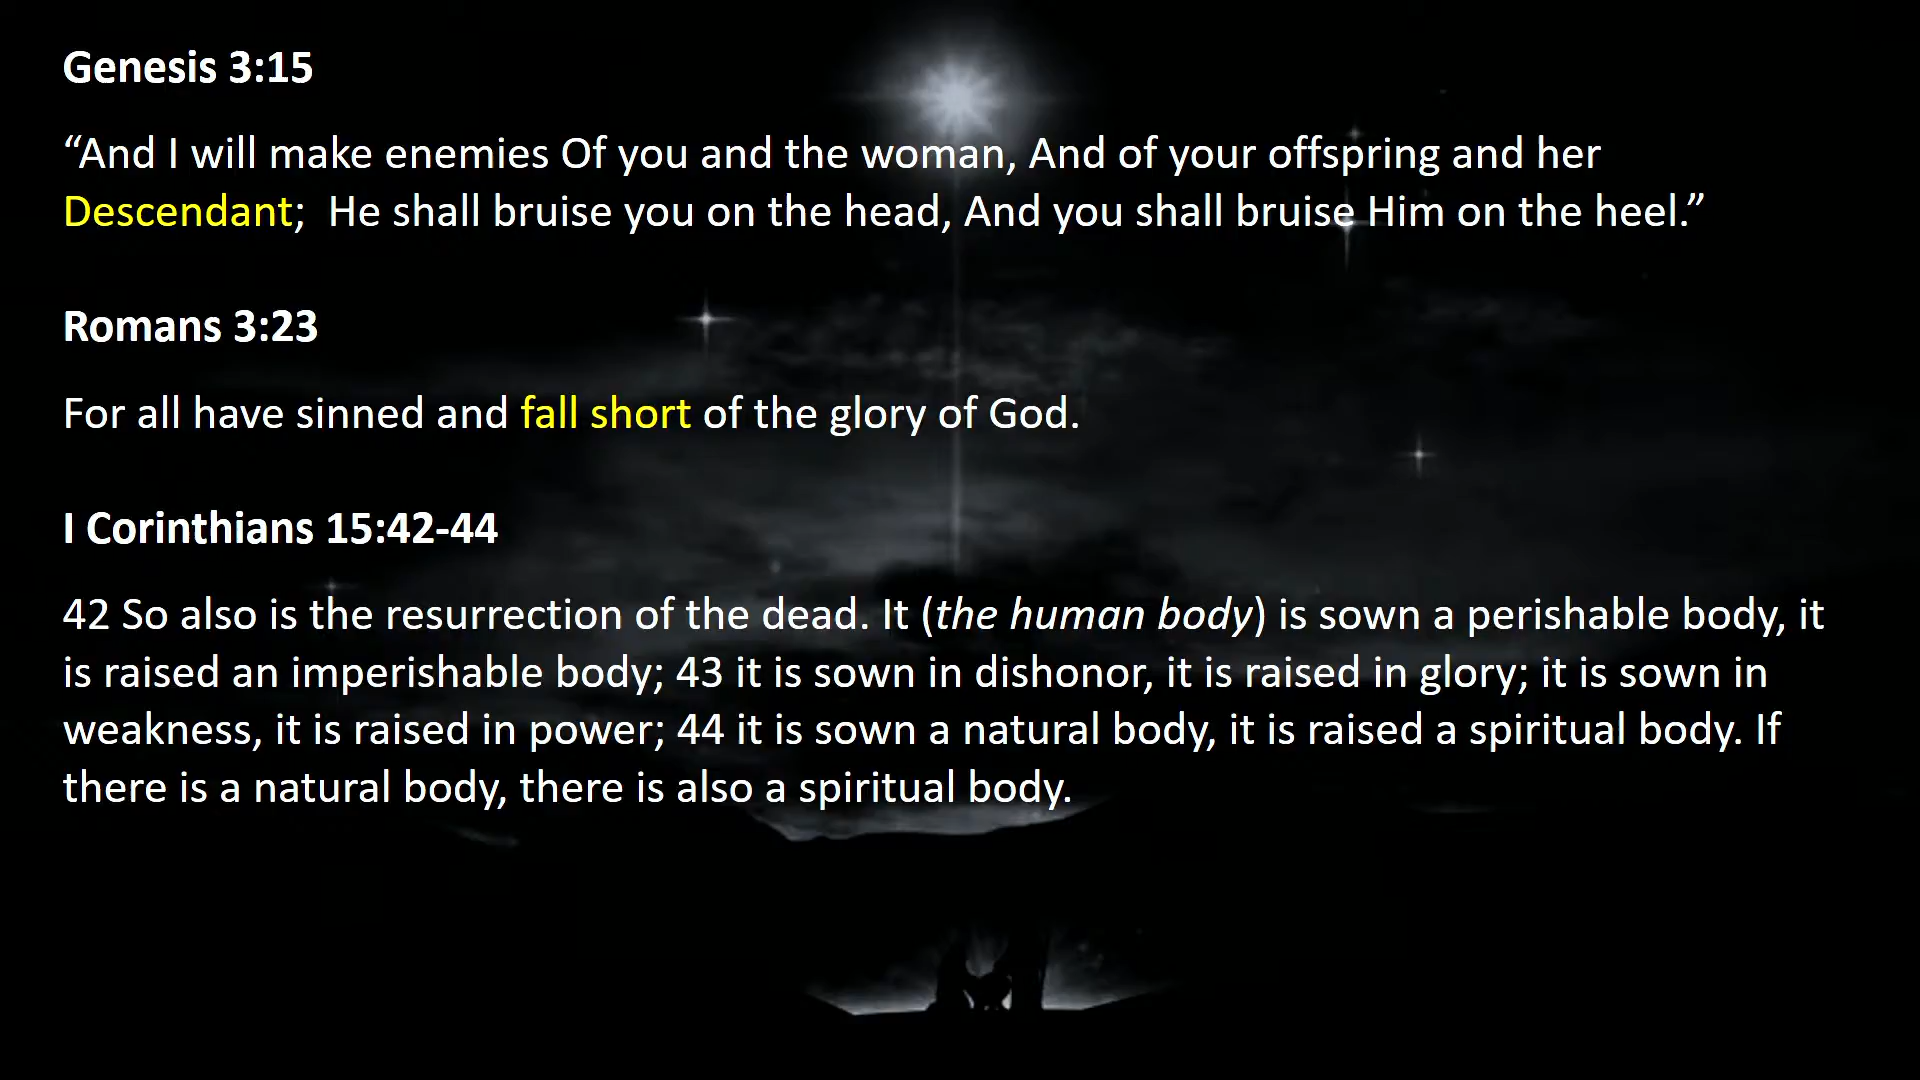 Genesis 3:15
“And I will make enemies Of you and the woman, And of your offspring and her
Descendant;  He shall bruise you on the head, And you shall bruise Him on the heel.”
Romans 3:23
For all have sinned and fall short of the glory of God.
I Corinthians 15:42-44
42 So also is the resurrection of the dead. It (the human body) is sown a perishable body, it
is raised an imperishable body; 43 it is sown in dishonor, it is raised in glory; it is sown in
weakness, it is raised in power; 44 it is sown a natural body, it is raised a spiritual body. If
there is a natural body, there is also a spiritual body.